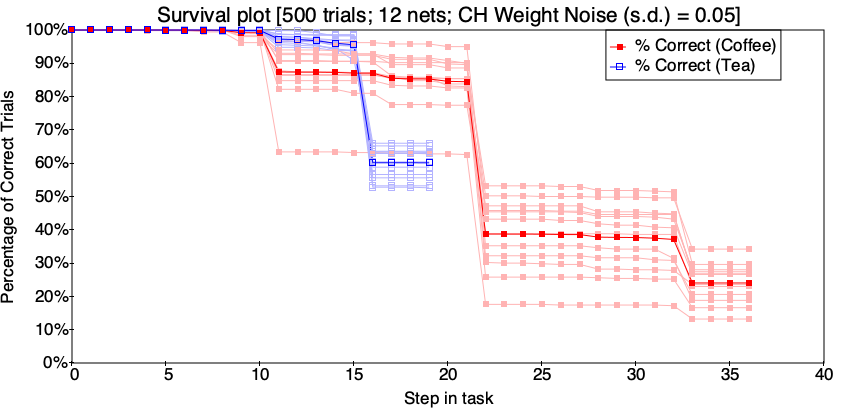 Survival plot [500 trials; 12 nets; CH Weight Noise (s.d.) = 0.05]
% Correct (Coffee)
% Correct (Tea)
Percentage of Correct Trials
100%
90%
80%
70%
60%
50%
40%
30%
20%
10%
0%
0 5 10 15 20 25 30 35 40
Step in task